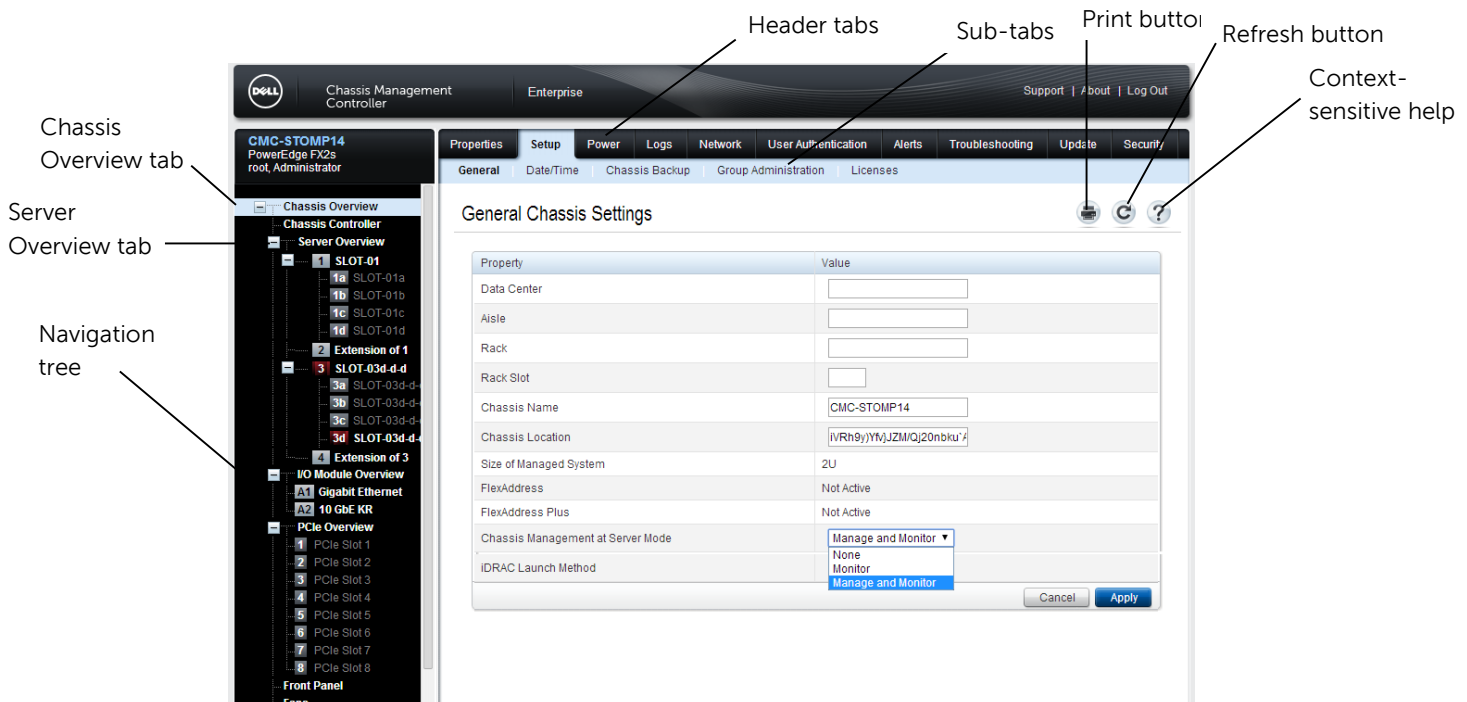 Header tabs
Sub-tabs
Print button
Refresh button
Context-
sensitive help
Chassis
Overview tab
Server
Overview tab
Navigation
tree
DELL
Chassis Management
Controller
Enterprise
Support | About | Log Out
CMC-STOMP14
PowerEdge FX2s
root, Administrator
Properties Setup Power Logs Network User Authentication Alerts Troubleshooting Update Security
General Date/Time Chassis Backup Group Administration Licenses
Chassis Overview
Chassis Controller
Server Overview
1 SLOT-01
1a SLOT-01a
1b SLOT-01b
1c SLOT-01c
1d SLOT-01d
2 Extension of 1
3 SLOT-03d-d-d
3a SLOT-03d-d-
3b SLOT-03d-d-
3c SLOT-03d-d-
3d SLOT-03d-d-
4 Extension of 3
I/O Module Overview
A1 Gigabit Ethernet
A2 10 GbE KR
PCIe Overview
1 PCIe Slot 1
2 PCIe Slot 2
3 PCIe Slot 3
4 PCIe Slot 4
5 PCIe Slot 5
6 PCIe Slot 6
7 PCIe Slot 7
8 PCIe Slot 8
Front Panel
General Chassis Settings
Property Value
Data Center
Aisle
Rack
Rack Slot
Chassis Name CMC-STOMP14
Chassis Location
Size of Managed System 2U
FlexAddress Not Active
FlexAddress Plus Not Active
Chassis Management at Server Mode Manage and Monitor
None
Monitor
Manage and Monitor
iDRAC Launch Method
Cancel Apply